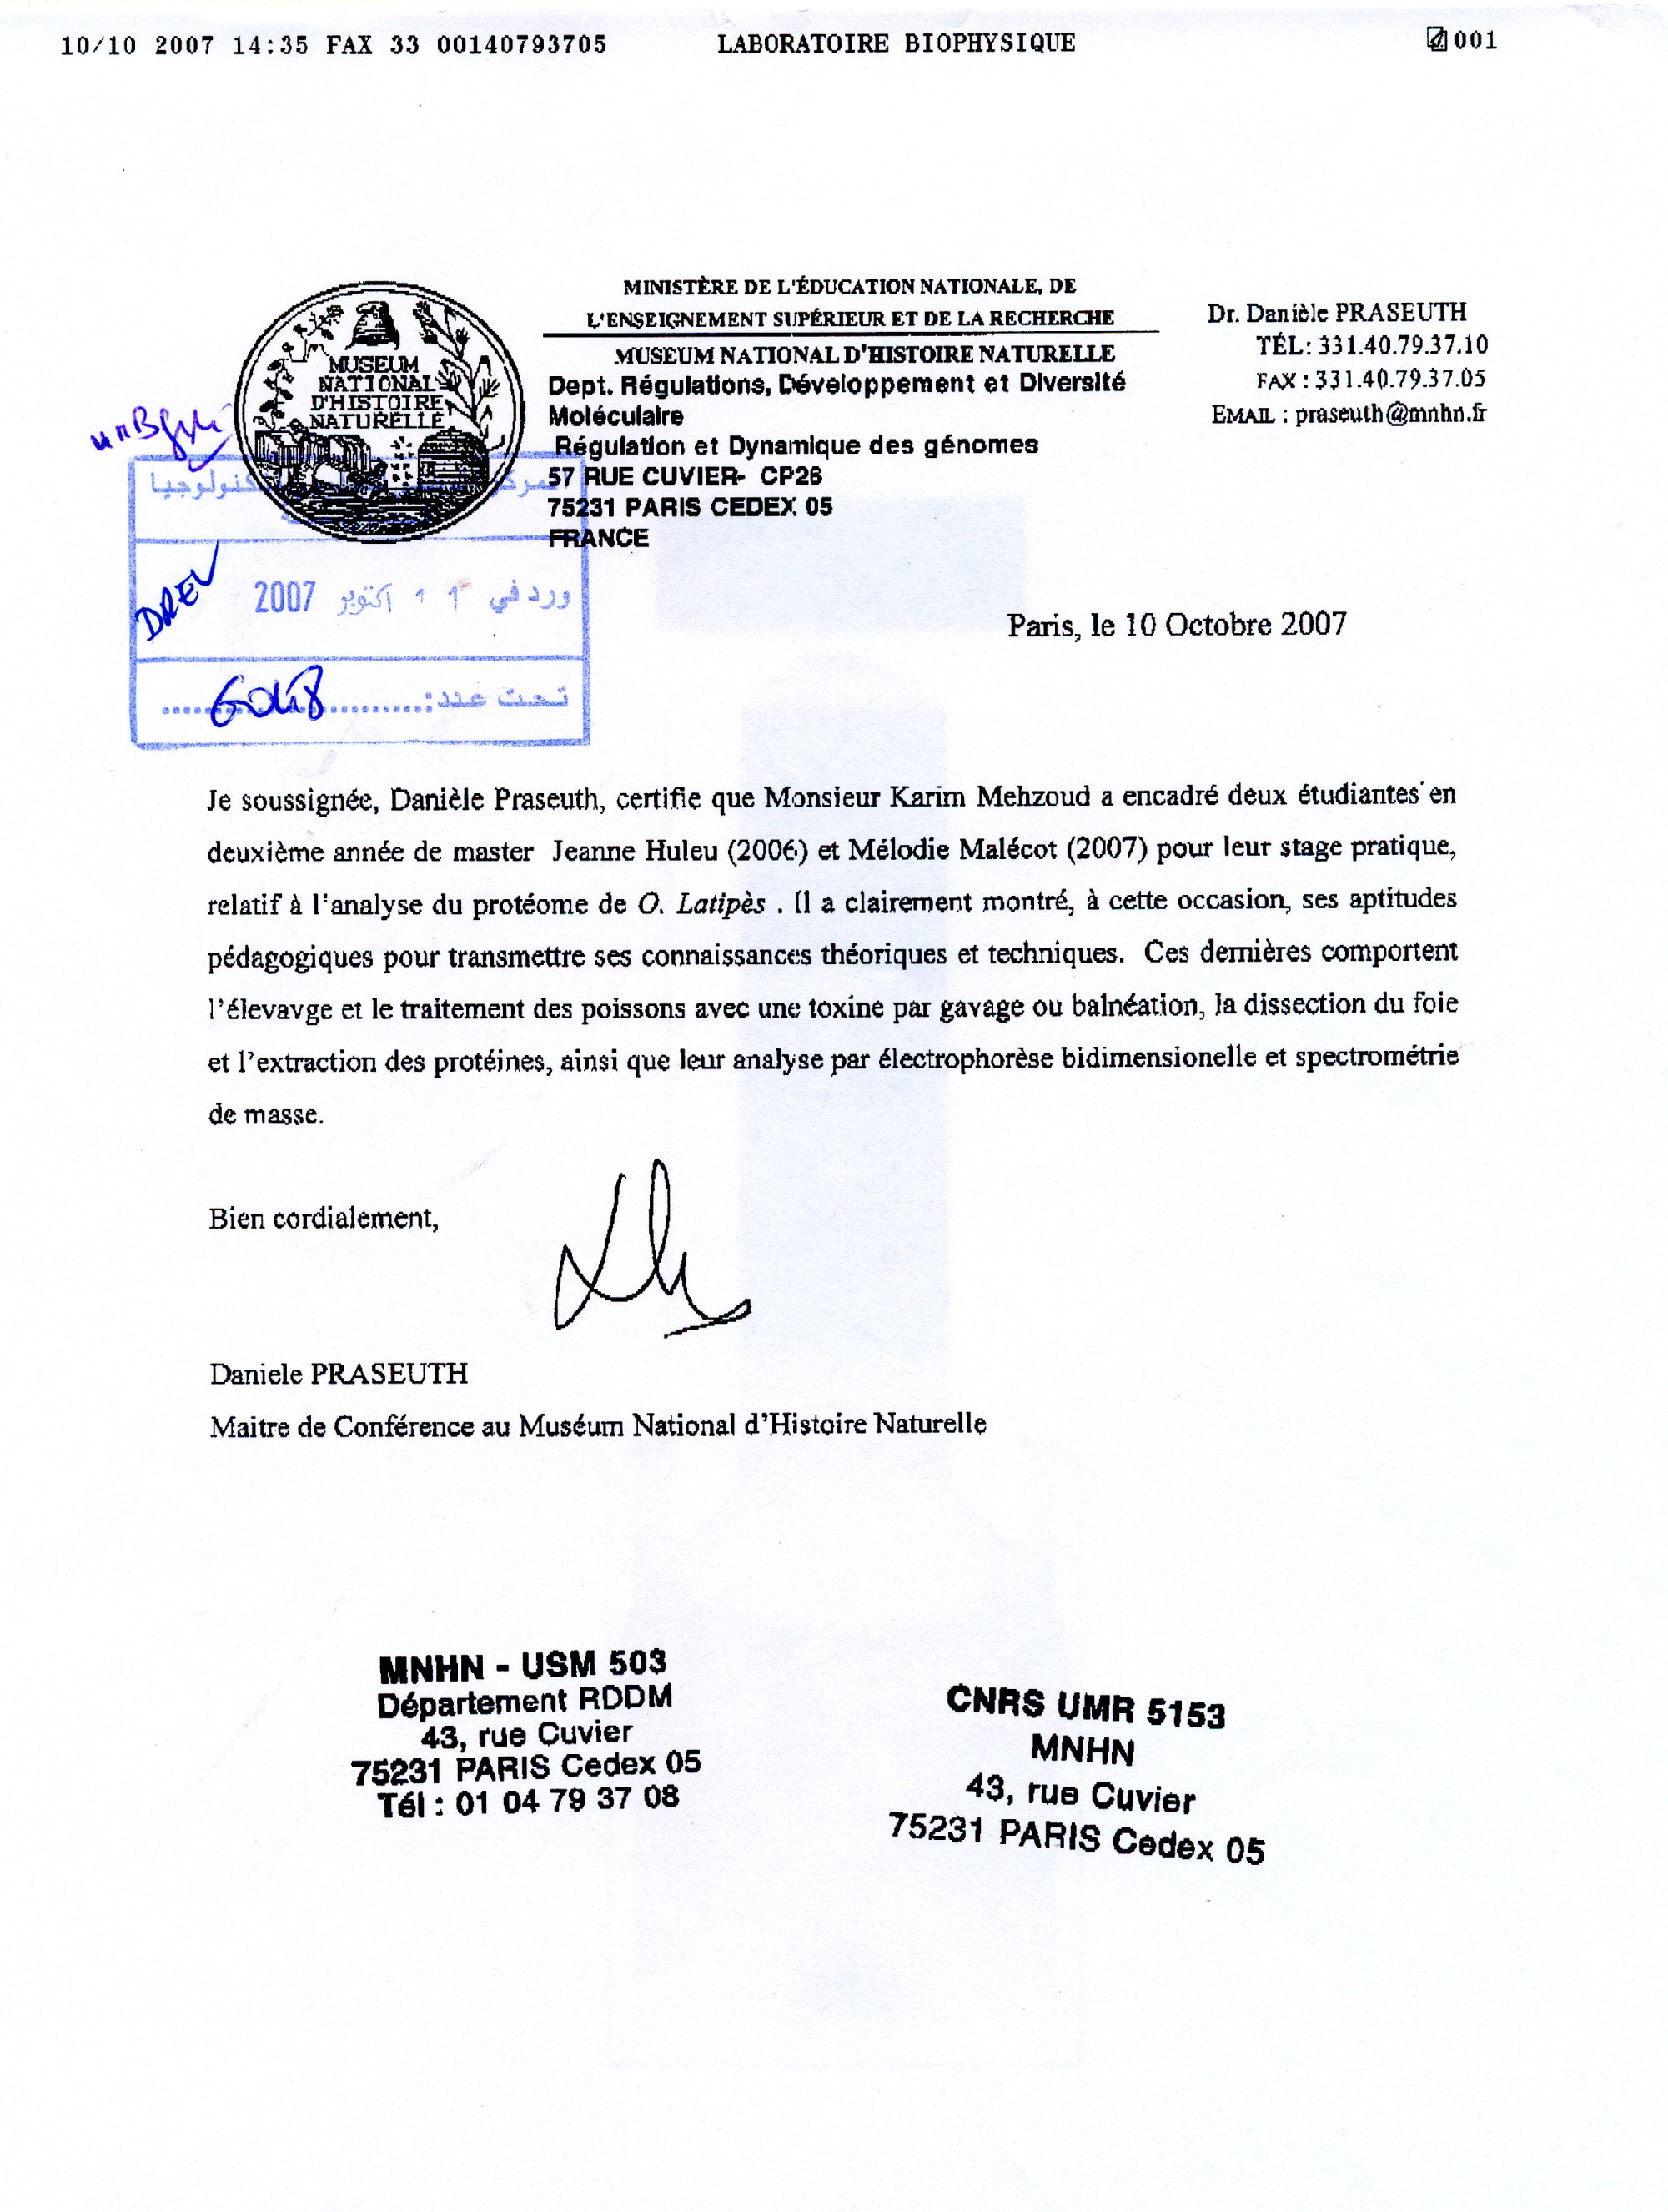 10/10 2007 14:35 FAX 33 00140793705 LABORATOIRE BIOPHYSIQUE 001
MUSEUM
NATIONAL
D'HISTOIRE
NATURELLE
MINISTÈRE DE L'ÉDUCATION NATIONALE, DE
L'ENSEIGNEMENT SUPÉRIEUR ET DE LA RECHERCHE
MUSEUM NATIONAL D'HISTOIRE NATURELLE
Dept. Régulations, Développement et Diversité
Moléculaire
Régulation et Dynamique des génomes
57 RUE CUVIER- CP26
75231 PARIS CEDEX 05
FRANCE
Dr. Danièle PRASEUTH
TÉL: 331.40.79.37.10
FAX : 331.40.79.37.05
EMAIL : praseuth@mnhn.fr
DREV
ورد في 11 اكتوبر 2007
تحت عدد:
Paris, le 10 Octobre 2007
Je soussignée, Danièle Praseuth, certifie que Monsieur Karim Mehzoud a encadré deux étudiantes en
deuxième année de master Jeanne Huleu (2006) et Mélodie Malécot (2007) pour leur stage pratique,
relatif à l'analyse du protéome de O. Latipès . Il a clairement montré, à cette occasion, ses aptitudes
pédagogiques pour transmettre ses connaissances théoriques et techniques. Ces dernières comportent
l'élevavge et le traitement des poissons avec une toxine par gavage ou balnéation, la dissection du foie
et l'extraction des protéines, ainsi que leur analyse par électrophorèse bidimensionelle et spectrométrie
de masse.
Bien cordialement,
Daniele PRASEUTH
Maitre de Conférence au Muséum National d'Histoire Naturelle
MNHN - USM 503
Département RDDM
43, rue Cuvier
75231 PARIS Cedex 05
Tél : 01 04 79 37 08
CNRS UMR 5153
MNHN
43, rue Cuvier
75231 PARIS Cedex 05